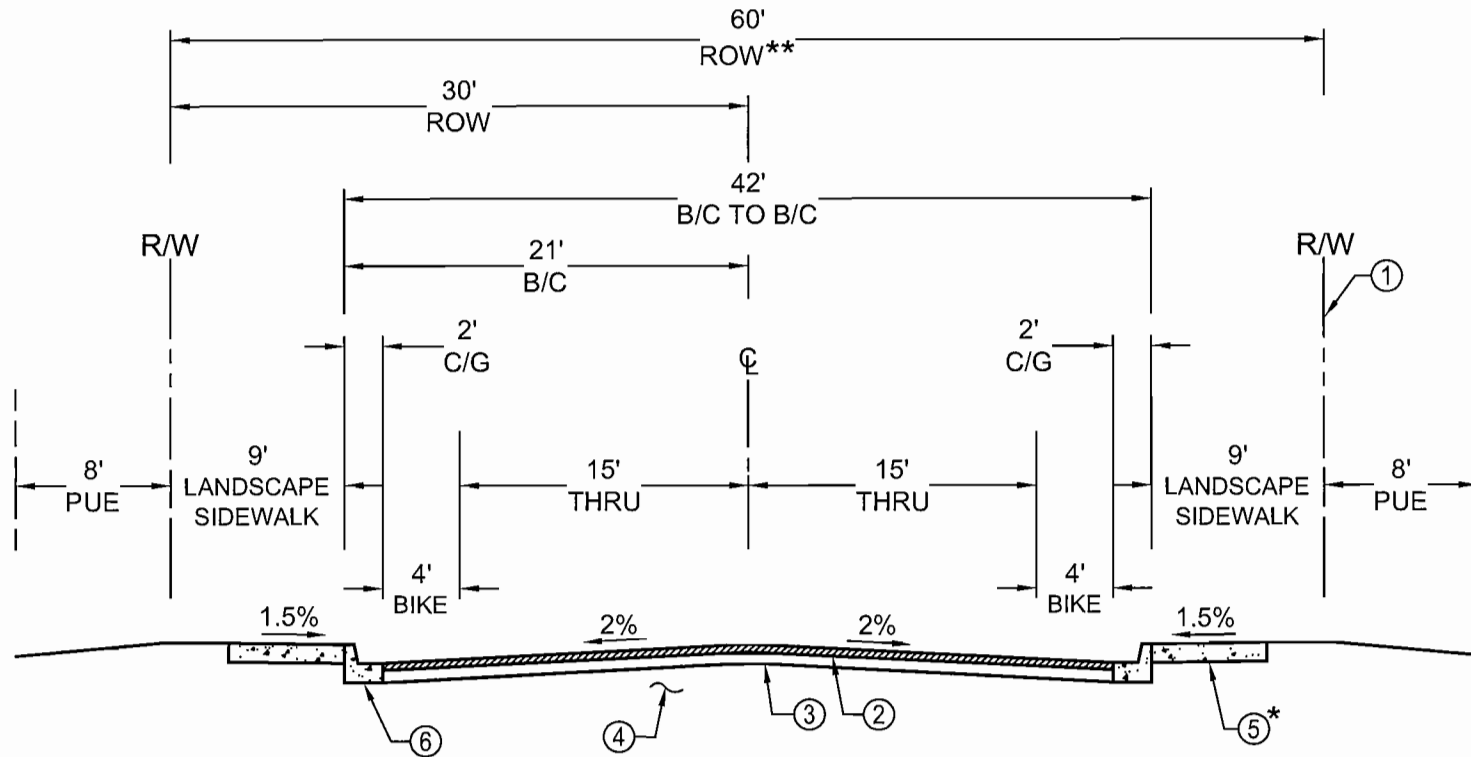 60'
ROW**
30'
ROW
42'
B/C TO B/C
R/W
R/W
21'
B/C
1
2'
C/G
2'
C/G
℄
8'
PUE
9'
LANDSCAPE
SIDEWALK
15'
THRU
15'
THRU
9'
LANDSCAPE
SIDEWALK
8'
PUE
4'
BIKE
4'
BIKE
1.5%
2%
2%
1.5%
6
4
3
2
5*